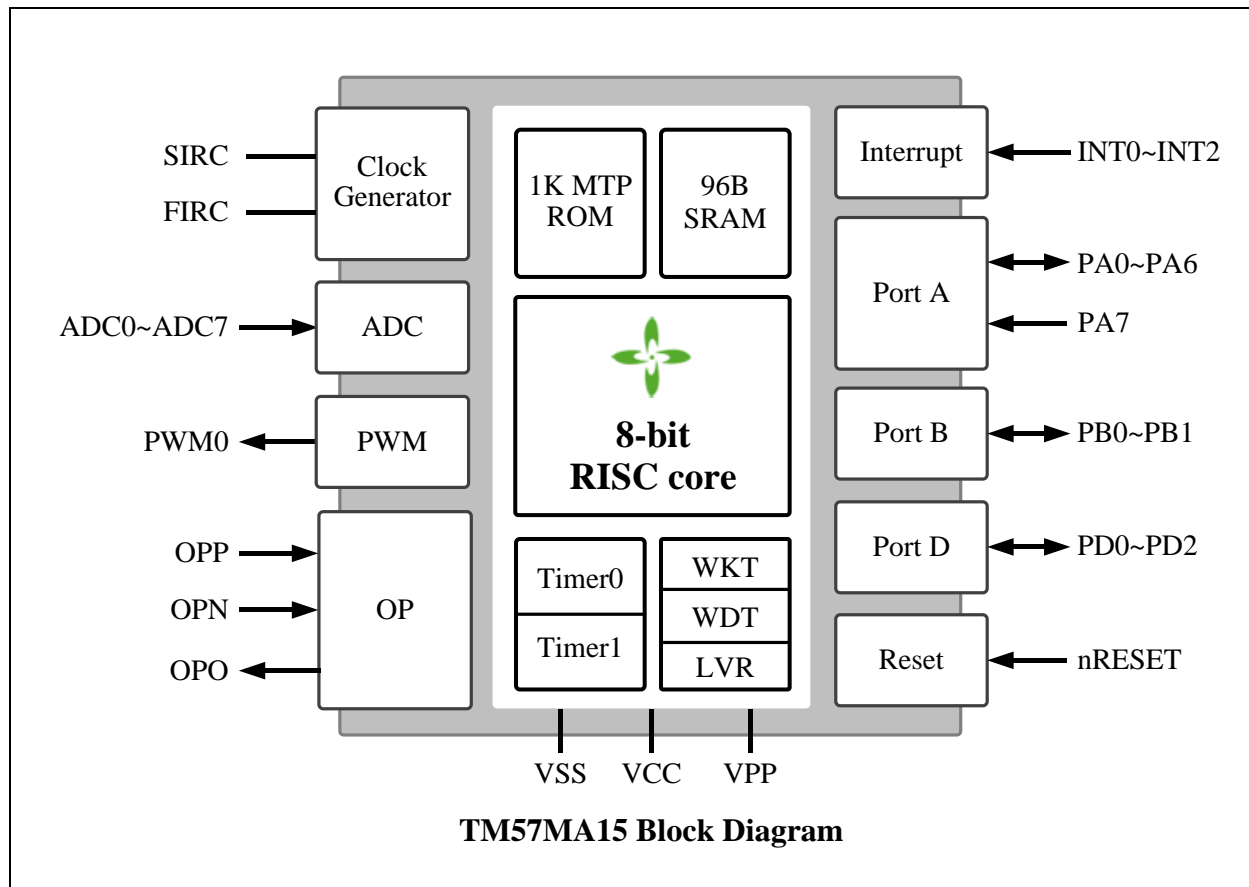 SIRC
FIRC
Clock
Generator
ADC0~ADC7
ADC
PWM0
PWM
OPP
OPN
OPO
OP
1K MTP
ROM
96B
SRAM
8-bit
RISC core
Timer0
Timer1
WKT
WDT
LVR
Interrupt
INT0~INT2
Port A
PA0~PA6
PA7
Port B
PB0~PB1
Port D
PD0~PD2
Reset
nRESET
VSS
VCC
VPP
TM57MA15 Block Diagram